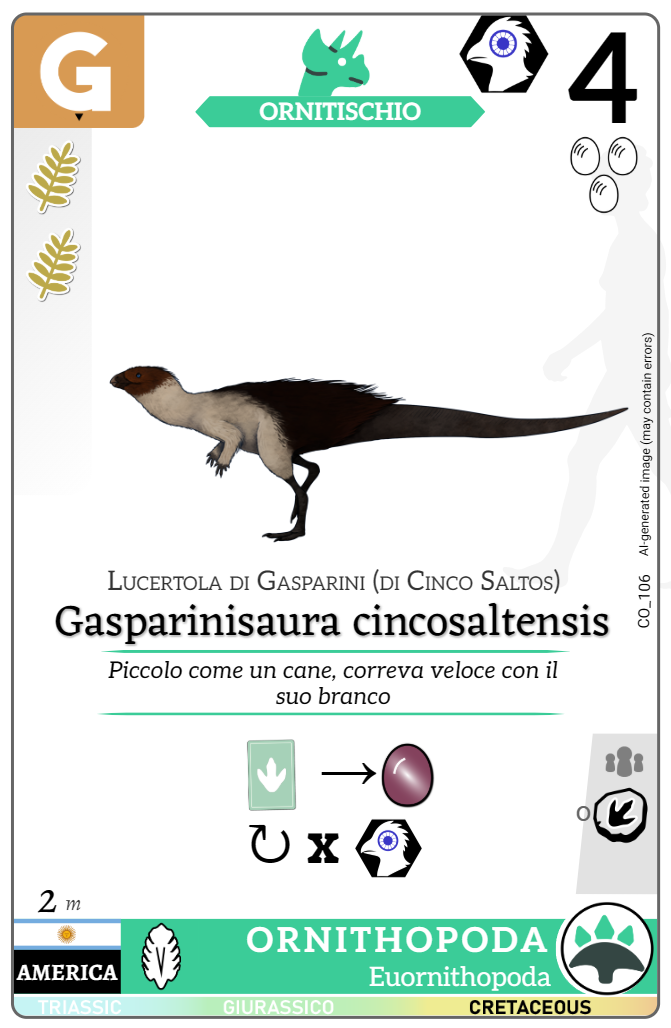 G
ORNITISCHIO
4
AI-generated image (may contain errors)
CO_106
Lucertola di Gasparini (di Cinco Saltos)
Gasparinisaura cincosaltensis
Piccolo come un cane, correva veloce con il
suo branco
x
O
2 m
AMERICA
ORNITHOPODA
Euornithopoda
TRIASSIC
GIURASSICO
CRETACEOUS